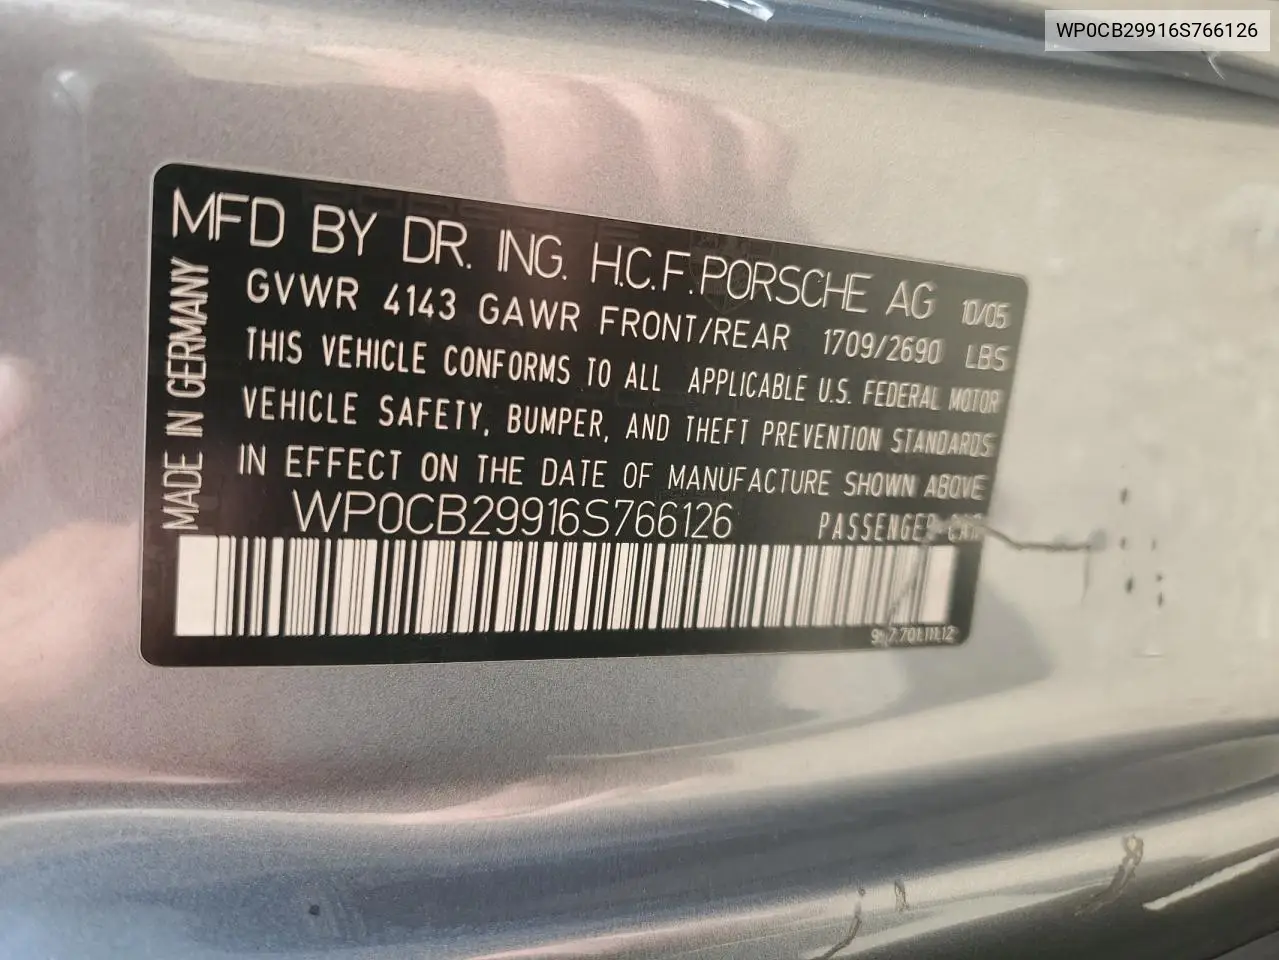 WP0CB29916S766126
MFD BY DR. ING. H.C.F. PORSCHE AG 10/05
GVWR 4143 GAWR FRONT/REAR 1709/2690 LBS
THIS VEHICLE CONFORMS TO ALL APPLICABLE U.S. FEDERAL MOTOR
VEHICLE SAFETY, BUMPER, AND THEFT PREVENTION STANDARDS
IN EFFECT ON THE DATE OF MANUFACTURE SHOWN ABOVE
WP0CB29916S766126 PASSENGER CAR
MADE IN GERMANY